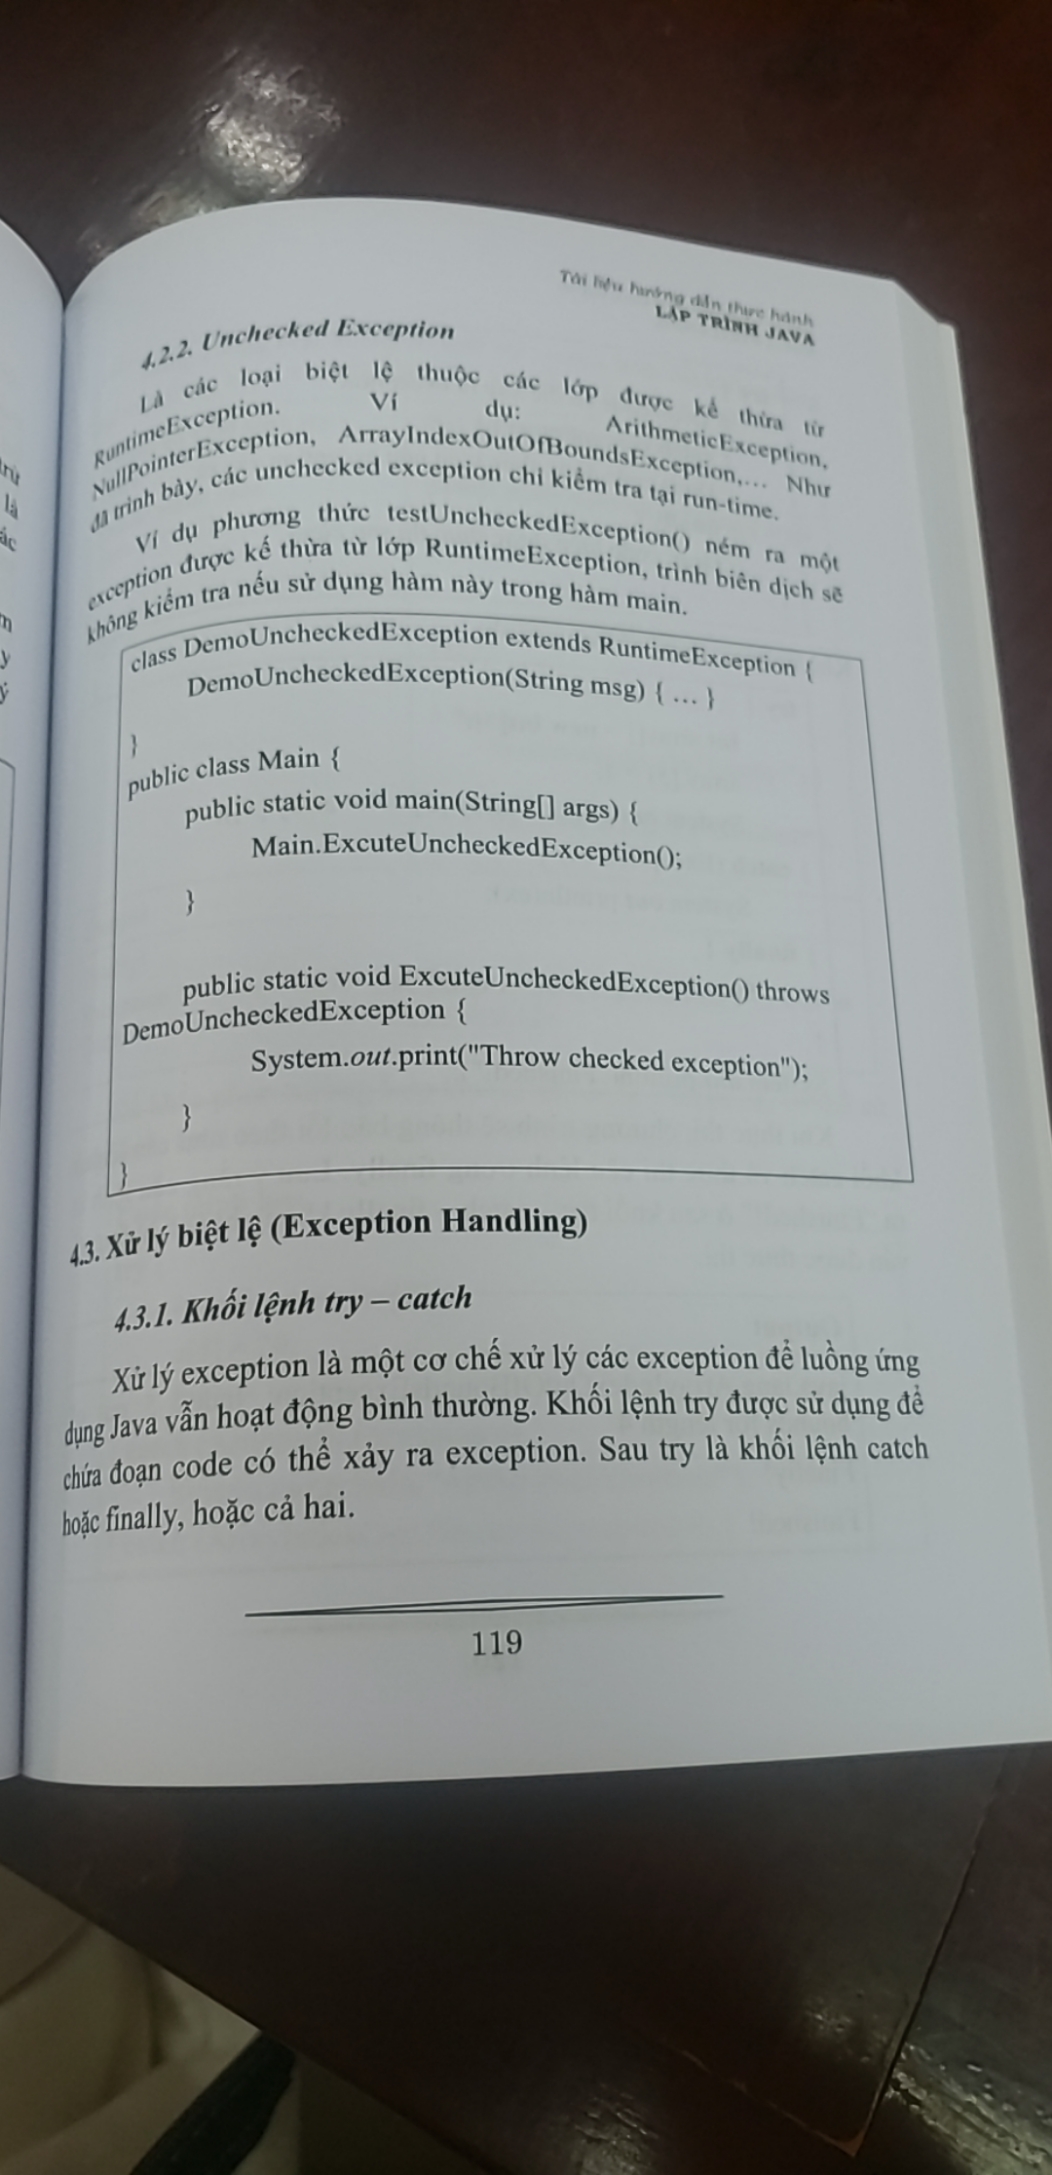 Tài liệu hướng dẫn thực hành
LẬP TRÌNH JAVA
4.2.2. Unchecked Exception
Là các loại biệt lệ thuộc các lớp được kế thừa từ
RuntimeException. Ví dụ: ArithmeticException,
NullPointerException, ArrayIndexOutOfBoundsException,... Như
đã trình bày, các unchecked exception chỉ kiểm tra tại run-time.
Ví dụ phương thức testUncheckedException() ném ra một
exception được kế thừa từ lớp RuntimeException, trình biên dịch sẽ
không kiểm tra nếu sử dụng hàm này trong hàm main.
class DemoUncheckedException extends RuntimeException {
DemoUncheckedException(String msg) { ... }
}
public class Main {
public static void main(String[] args) {
Main.ExcuteUncheckedException();
}
public static void ExcuteUncheckedException() throws
DemoUncheckedException {
System.out.print("Throw checked exception");
}
}
4.3. Xử lý biệt lệ (Exception Handling)
4.3.1. Khối lệnh try – catch
Xử lý exception là một cơ chế xử lý các exception để luồng ứng
dụng Java vẫn hoạt động bình thường. Khối lệnh try được sử dụng để
chứa đoạn code có thể xảy ra exception. Sau try là khối lệnh catch
hoặc finally, hoặc cả hai.
119